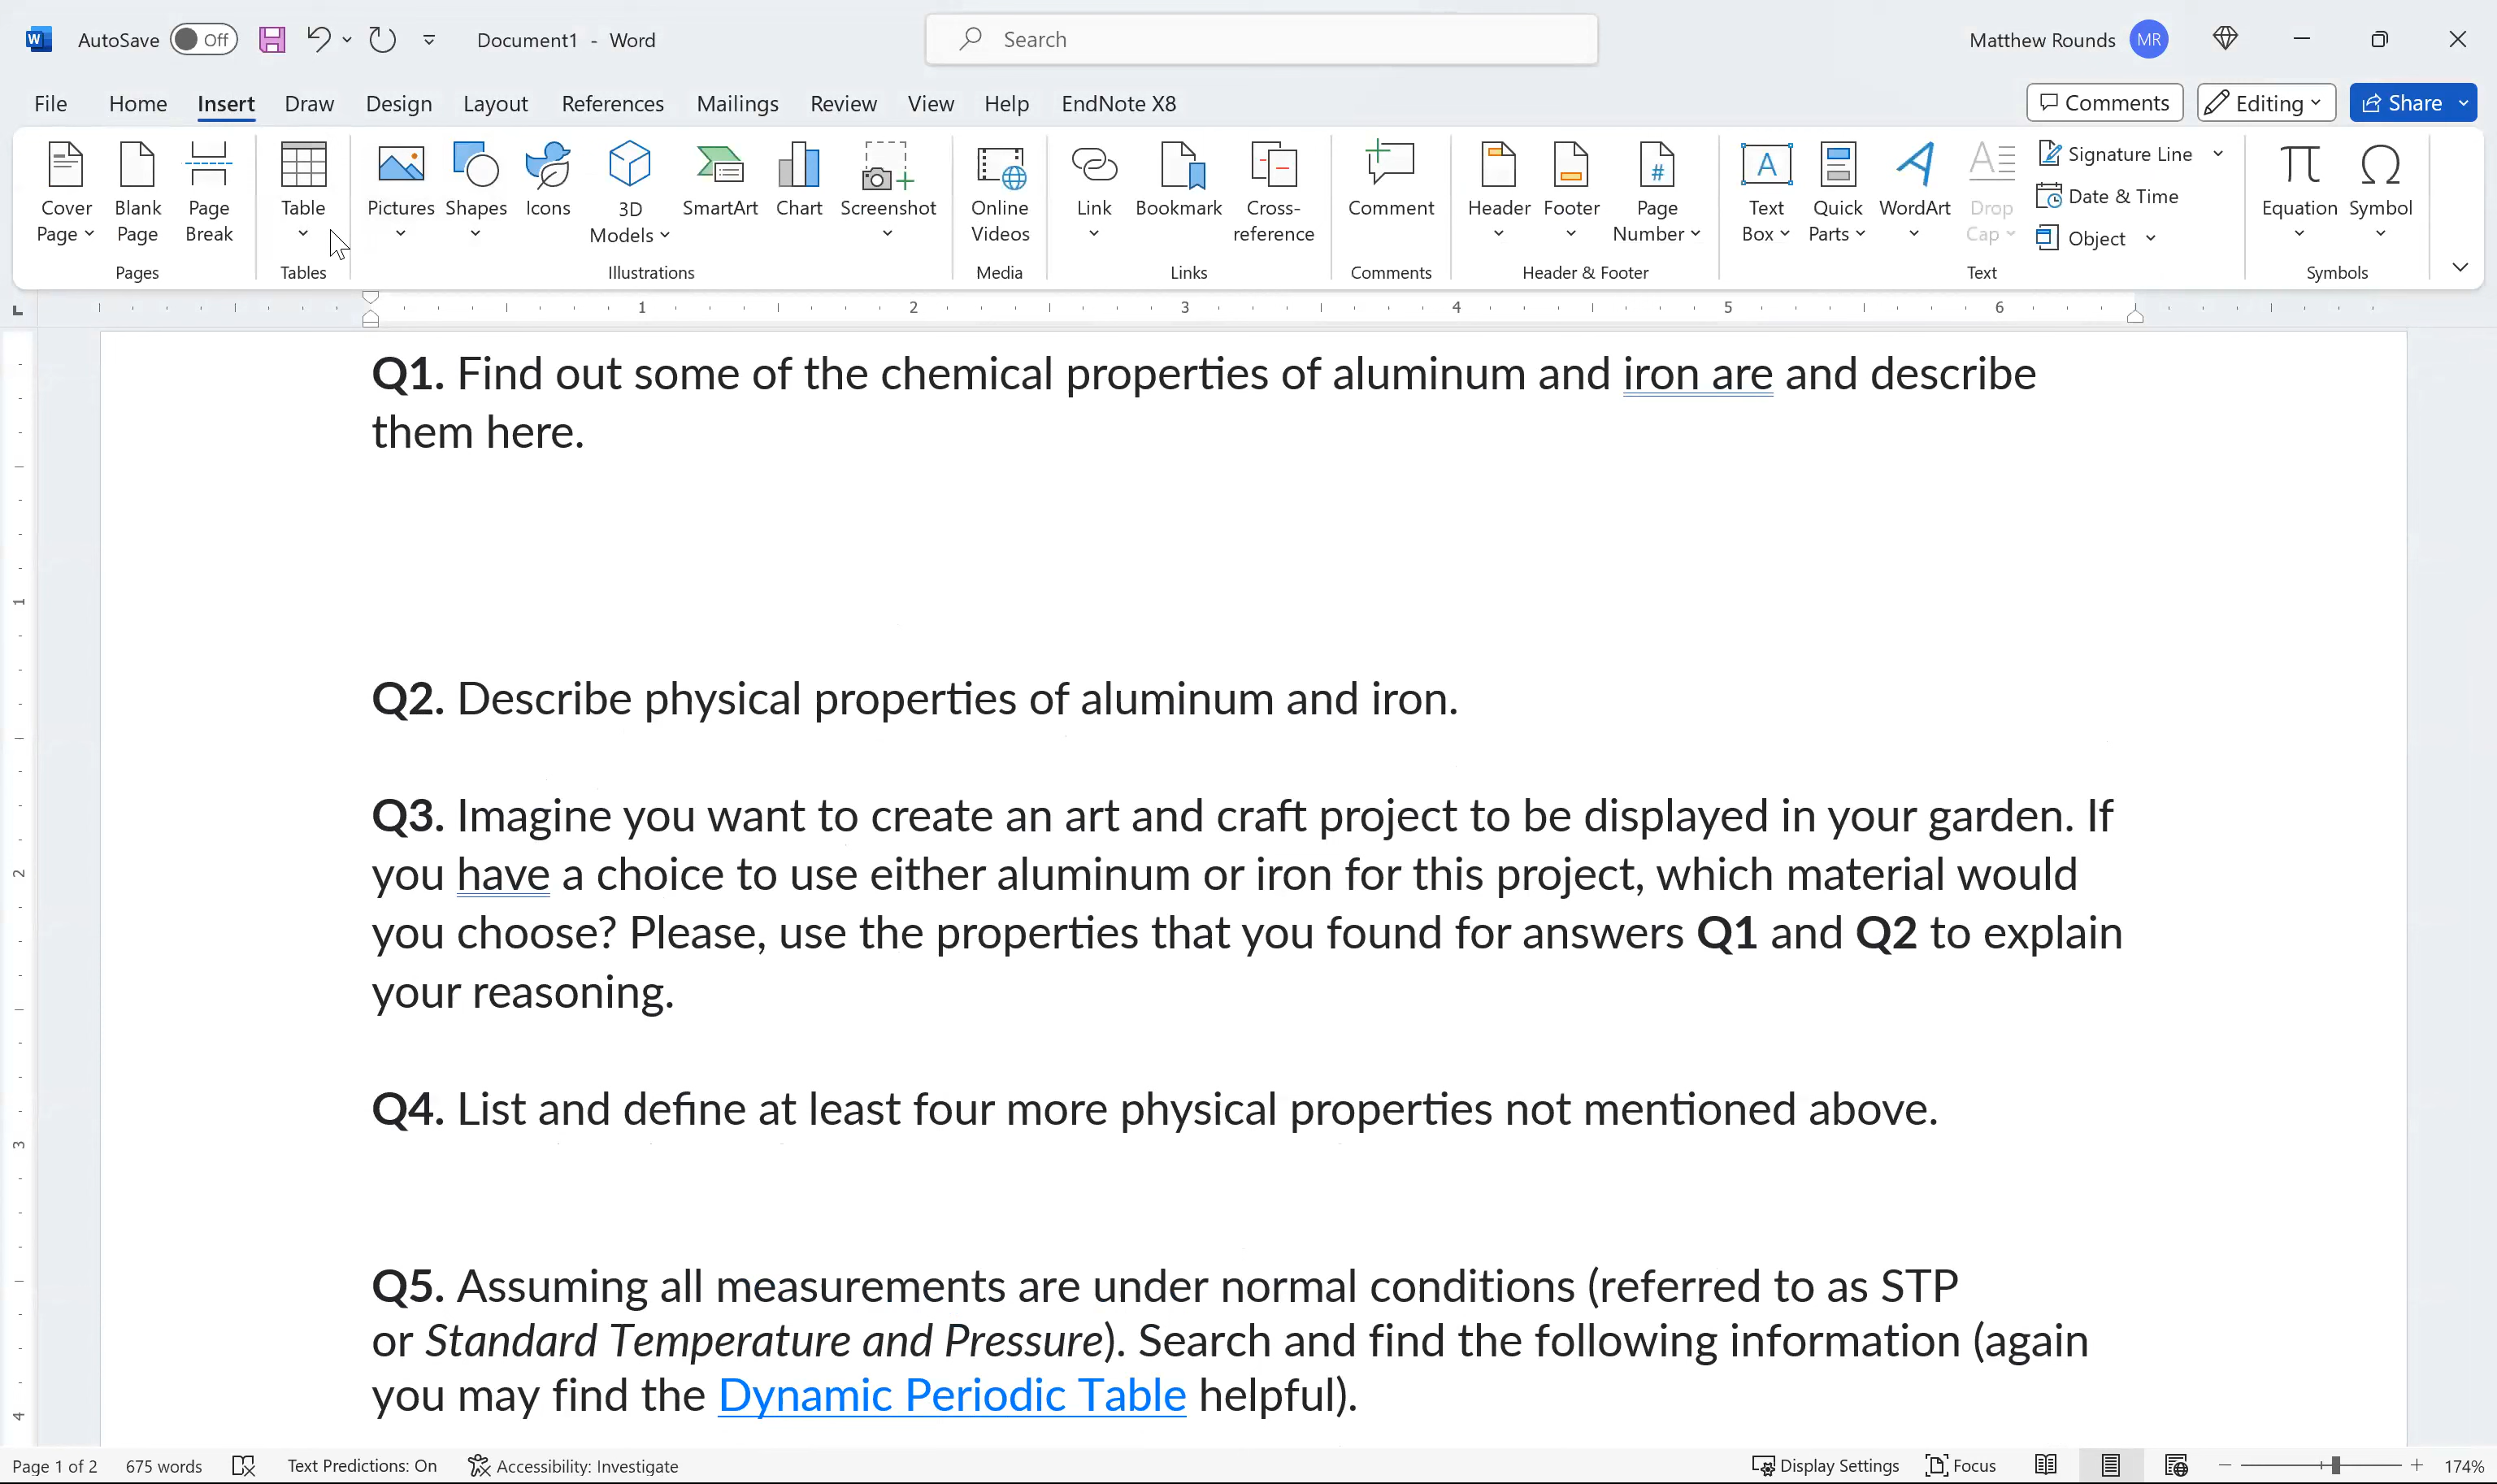 AutoSave Off Document1 - Word Search Matthew Rounds MR
File Home Insert Draw Design Layout References Mailings Review View Help EndNote X8 Comments Editing Share
Cover Page
Blank Page
Page Break
Pages
Table
Tables
Pictures
Shapes
Icons
3D Models
SmartArt
Chart
Screenshot
Illustrations
Online Videos
Media
Link
Bookmark
Cross-reference
Links
Comment
Comments
Header
Footer
Page Number
Header & Footer
Text Box
Quick Parts
WordArt
Drop Cap
Signature Line
Date & Time
Object
Text
Equation
Symbol
Symbols
1 2 3 4 5 6
Q1. Find out some of the chemical properties of aluminum and iron are and describe
them here.
1
Q2. Describe physical properties of aluminum and iron.
Q3. Imagine you want to create an art and craft project to be displayed in your garden. If
2
you have a choice to use either aluminum or iron for this project, which material would
you choose? Please, use the properties that you found for answers Q1 and Q2 to explain
your reasoning.
Q4. List and define at least four more physical properties not mentioned above.
3
Q5. Assuming all measurements are under normal conditions (referred to as STP
or Standard Temperature and Pressure). Search and find the following information (again
you may find the Dynamic Periodic Table helpful).
4
Page 1 of 2 675 words Text Predictions: On Accessibility: Investigate Display Settings Focus 174%